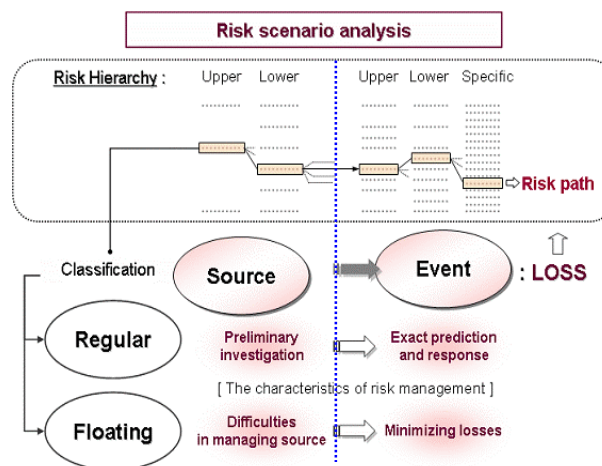 Risk scenario analysis
Risk Hierarchy : Upper Lower Upper Lower Specific
Risk path
Classification Source Event : LOSS
Regular Preliminary investigation Exact prediction and response
[ The characteristics of risk management ]
Floating Difficulties in managing source Minimizing losses